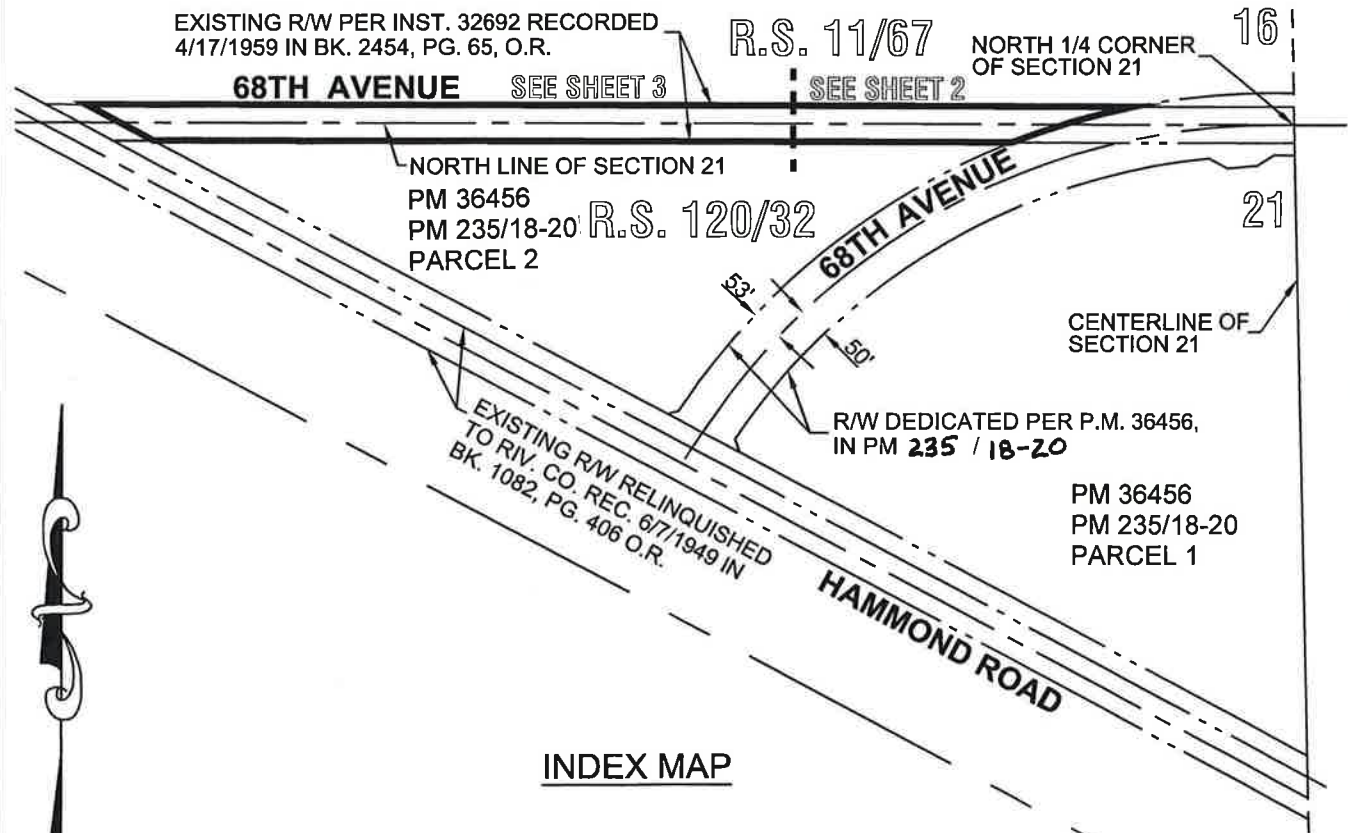 EXISTING R/W PER INST. 32692 RECORDED
4/17/1959 IN BK. 2454, PG. 65, O.R.
R.S. 11/67
NORTH 1/4 CORNER
OF SECTION 21
16
68TH AVENUE
SEE SHEET 3
SEE SHEET 2
NORTH LINE OF SECTION 21
PM 36456
PM 235/18-20
PARCEL 2
R.S. 120/32
68TH AVENUE
21
53'
50'
CENTERLINE OF
SECTION 21
R/W DEDICATED PER P.M. 36456,
IN PM 235 / 18-20
EXISTING R/W RELINQUISHED
TO RIV. CO. REC. 6/7/1949 IN
BK. 1082, PG. 406 O.R.
PM 36456
PM 235/18-20
PARCEL 1
HAMMOND ROAD
INDEX MAP